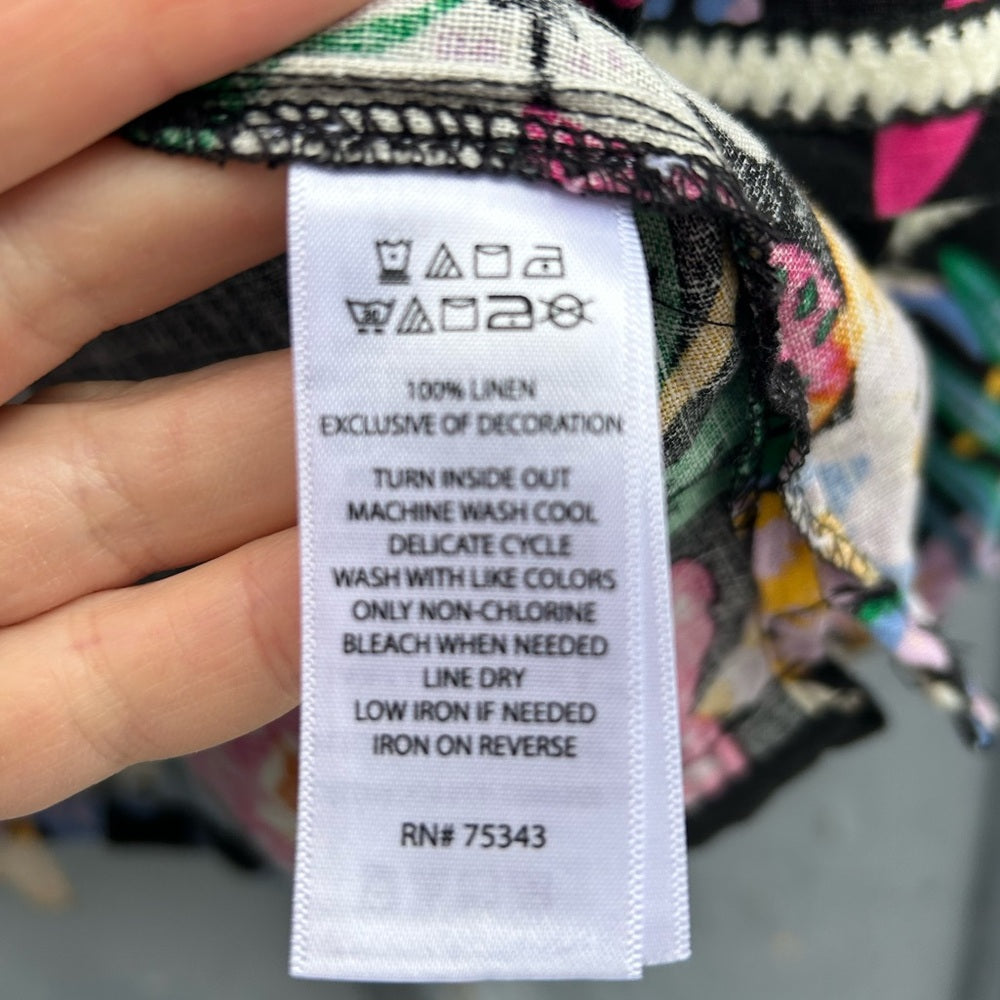 30
100% LINEN
EXCLUSIVE OF DECORATION
TURN INSIDE OUT
MACHINE WASH COOL
DELICATE CYCLE
WASH WITH LIKE COLORS
ONLY NON-CHLORINE
BLEACH WHEN NEEDED
LINE DRY
LOW IRON IF NEEDED
IRON ON REVERSE
RN# 75343